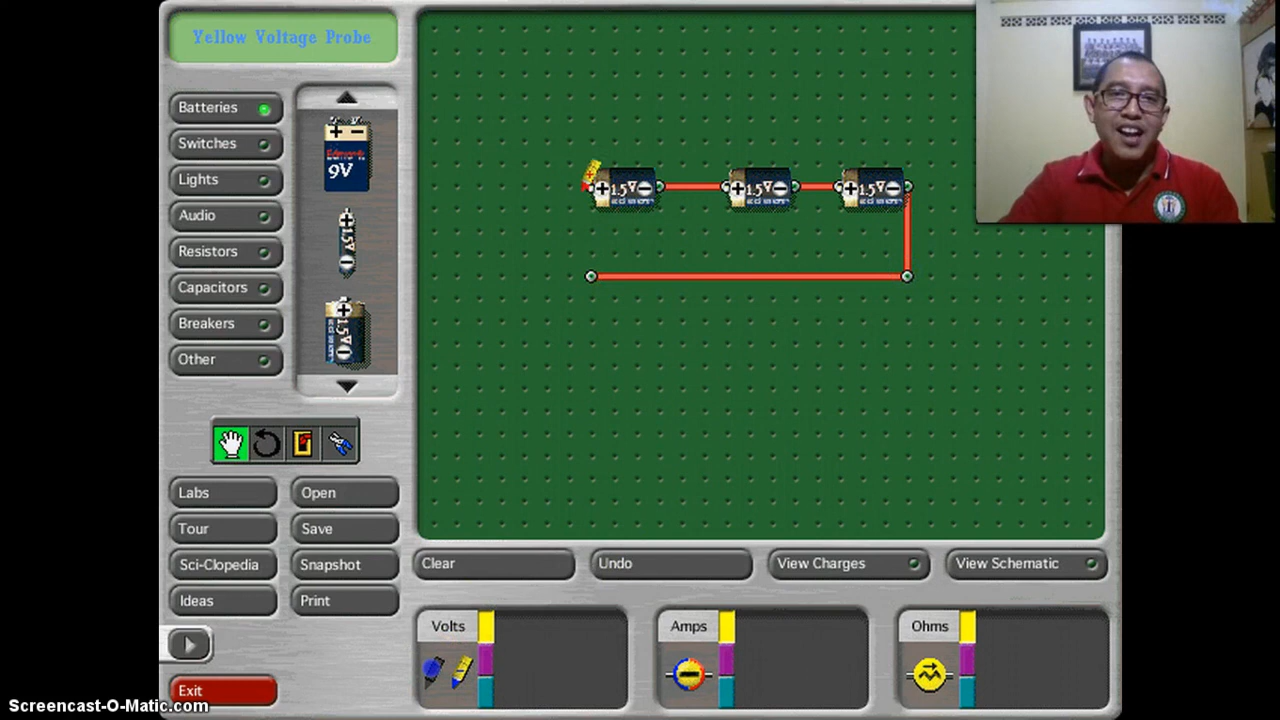 Yellow Voltage Probe
Batteries
Switches
Lights
Audio
Resistors
Capacitors
Breakers
Other
9V
1.5V
1.5V
1.5V
1.5V
1.5V
Labs
Open
Tour
Save
Sci-Clopedia
Snapshot
Ideas
Print
Exit
Clear
Undo
View Charges
View Schematic
Volts
Amps
Ohms
Screencast-O-Matic.com